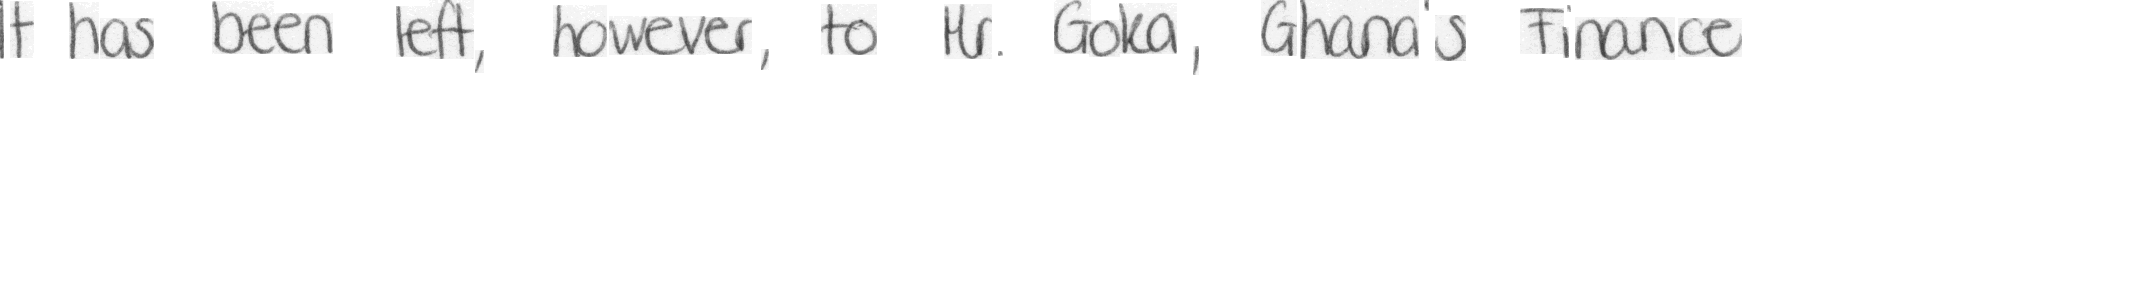 It has been left, however, to Mr. Goka, Ghana's Finance